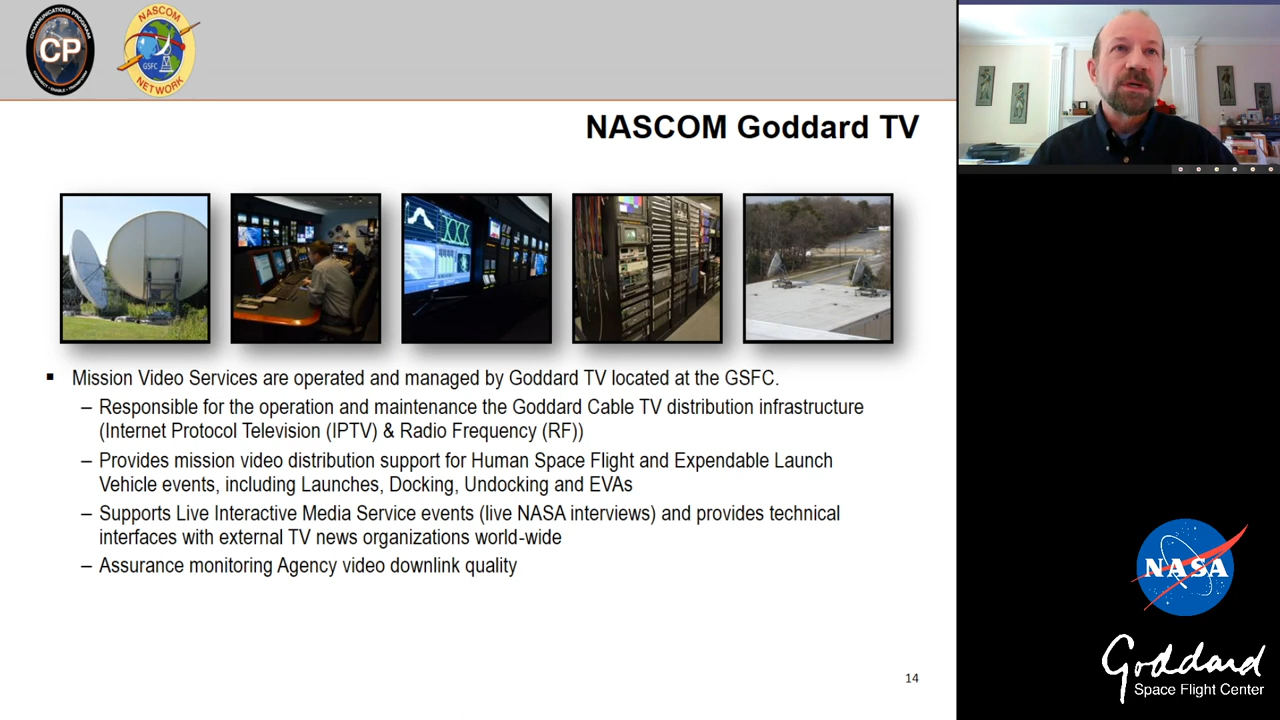 COMMUNICATIONS PROGRAM
CP
NASCOM
GSFC
NETWORK
NASCOM Goddard TV
▪ Mission Video Services are operated and managed by Goddard TV located at the GSFC.
– Responsible for the operation and maintenance the Goddard Cable TV distribution infrastructure
(Internet Protocol Television (IPTV) & Radio Frequency (RF))
– Provides mission video distribution support for Human Space Flight and Expendable Launch
Vehicle events, including Launches, Docking, Undocking and EVAs
– Supports Live Interactive Media Service events (live NASA interviews) and provides technical
interfaces with external TV news organizations world-wide
– Assurance monitoring Agency video downlink quality
14
NASA
Goddard
Space Flight Center